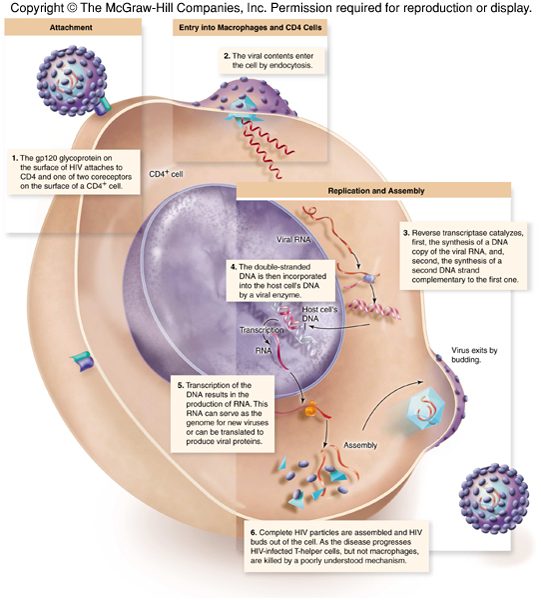 Copyright © The McGraw-Hill Companies, Inc. Permission required for reproduction or display.
Attachment
Entry into Macrophages and CD4 Cells
2. The viral contents enter
the cell by endocytosis.
1. The gp120 glycoprotein on
the surface of HIV attaches to
CD4 and one of two coreceptors
on the surface of a CD4+ cell.
CD4+ cell
Replication and Assembly
Viral RNA
3. Reverse transcriptase catalyzes,
first, the synthesis of a DNA
copy of the viral RNA, and,
second, the synthesis of a
second DNA strand
complementary to the first one.
4. The double-stranded
DNA is then incorporated
into the host cell's DNA
by a viral enzyme.
Host cell's
DNA
Transcription
RNA
Virus exits by
budding.
5. Transcription of the
DNA results in the
production of RNA. This
RNA can serve as the
genome for new viruses
or can be translated to
produce viral proteins.
Assembly
6. Complete HIV particles are assembled and HIV
buds out of the cell. As the disease progresses
HIV-infected T-helper cells, but not macrophages,
are killed by a poorly understood mechanism.